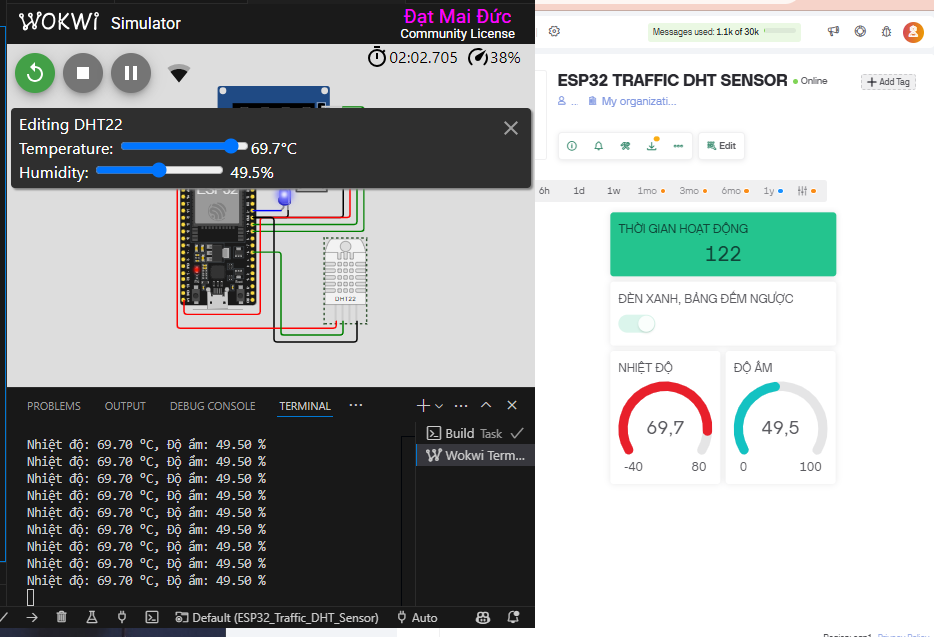 WOKWI Simulator
Đạt Mai Đức
Community License
02:02.705 38%
Editing DHT22
Temperature: 69.7°C
Humidity: 49.5%
ESP32
DHT22
PROBLEMS OUTPUT DEBUG CONSOLE TERMINAL
Build Task
Wokwi Term...
Nhiệt độ: 69.70 °C, Độ ẩm: 49.50 %
Nhiệt độ: 69.70 °C, Độ ẩm: 49.50 %
Nhiệt độ: 69.70 °C, Độ ẩm: 49.50 %
Nhiệt độ: 69.70 °C, Độ ẩm: 49.50 %
Nhiệt độ: 69.70 °C, Độ ẩm: 49.50 %
Nhiệt độ: 69.70 °C, Độ ẩm: 49.50 %
Nhiệt độ: 69.70 °C, Độ ẩm: 49.50 %
Nhiệt độ: 69.70 °C, Độ ẩm: 49.50 %
Nhiệt độ: 69.70 °C, Độ ẩm: 49.50 %
Default (ESP32_Traffic_DHT_Sensor) Auto
Messages used: 1.1k of 30k
ESP32 TRAFFIC DHT SENSOR Online
Add Tag
My organizati...
Edit
6h 1d 1w 1mo 3mo 6mo 1y
THỜI GIAN HOẠT ĐỘNG
122
ĐÈN XANH, BẢNG ĐẾM NGƯỢC
NHIỆT ĐỘ
69,7
-40 80
ĐỘ ẨM
49,5
0 100